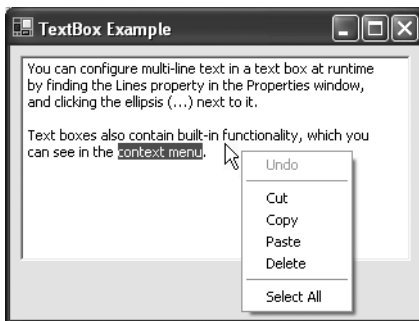 TextBox Example
You can configure multi-line text in a text box at runtime
by finding the Lines property in the Properties window,
and clicking the ellipsis (...) next to it.
Text boxes also contain built-in functionality, which you
can see in the context menu.
Undo
Cut
Copy
Paste
Delete
Select All